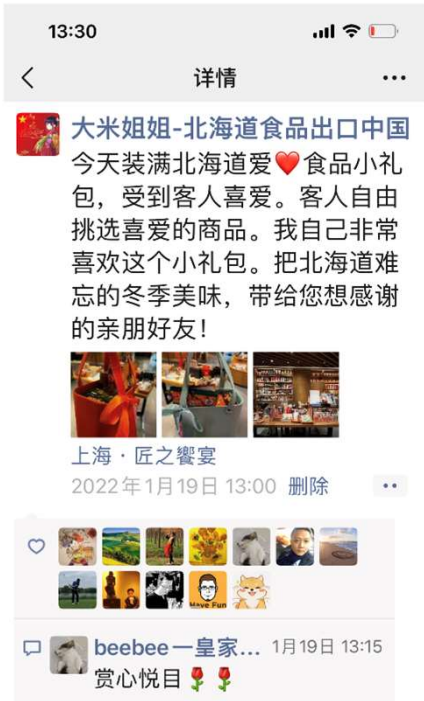 13:30
详情
大米姐姐-北海道食品出口中国
今天装满北海道爱❤️食品小礼
包，受到客人喜爱。客人自由
挑选喜爱的商品。我自己非常
喜欢这个小礼包。把北海道难
忘的冬季美味，带给您想感谢
的亲朋好友！
上海·匠之饗宴
2022年1月19日 13:00 删除
Have Fun
beebee一皇家... 1月19日 13:15
赏心悦目🌹🌹